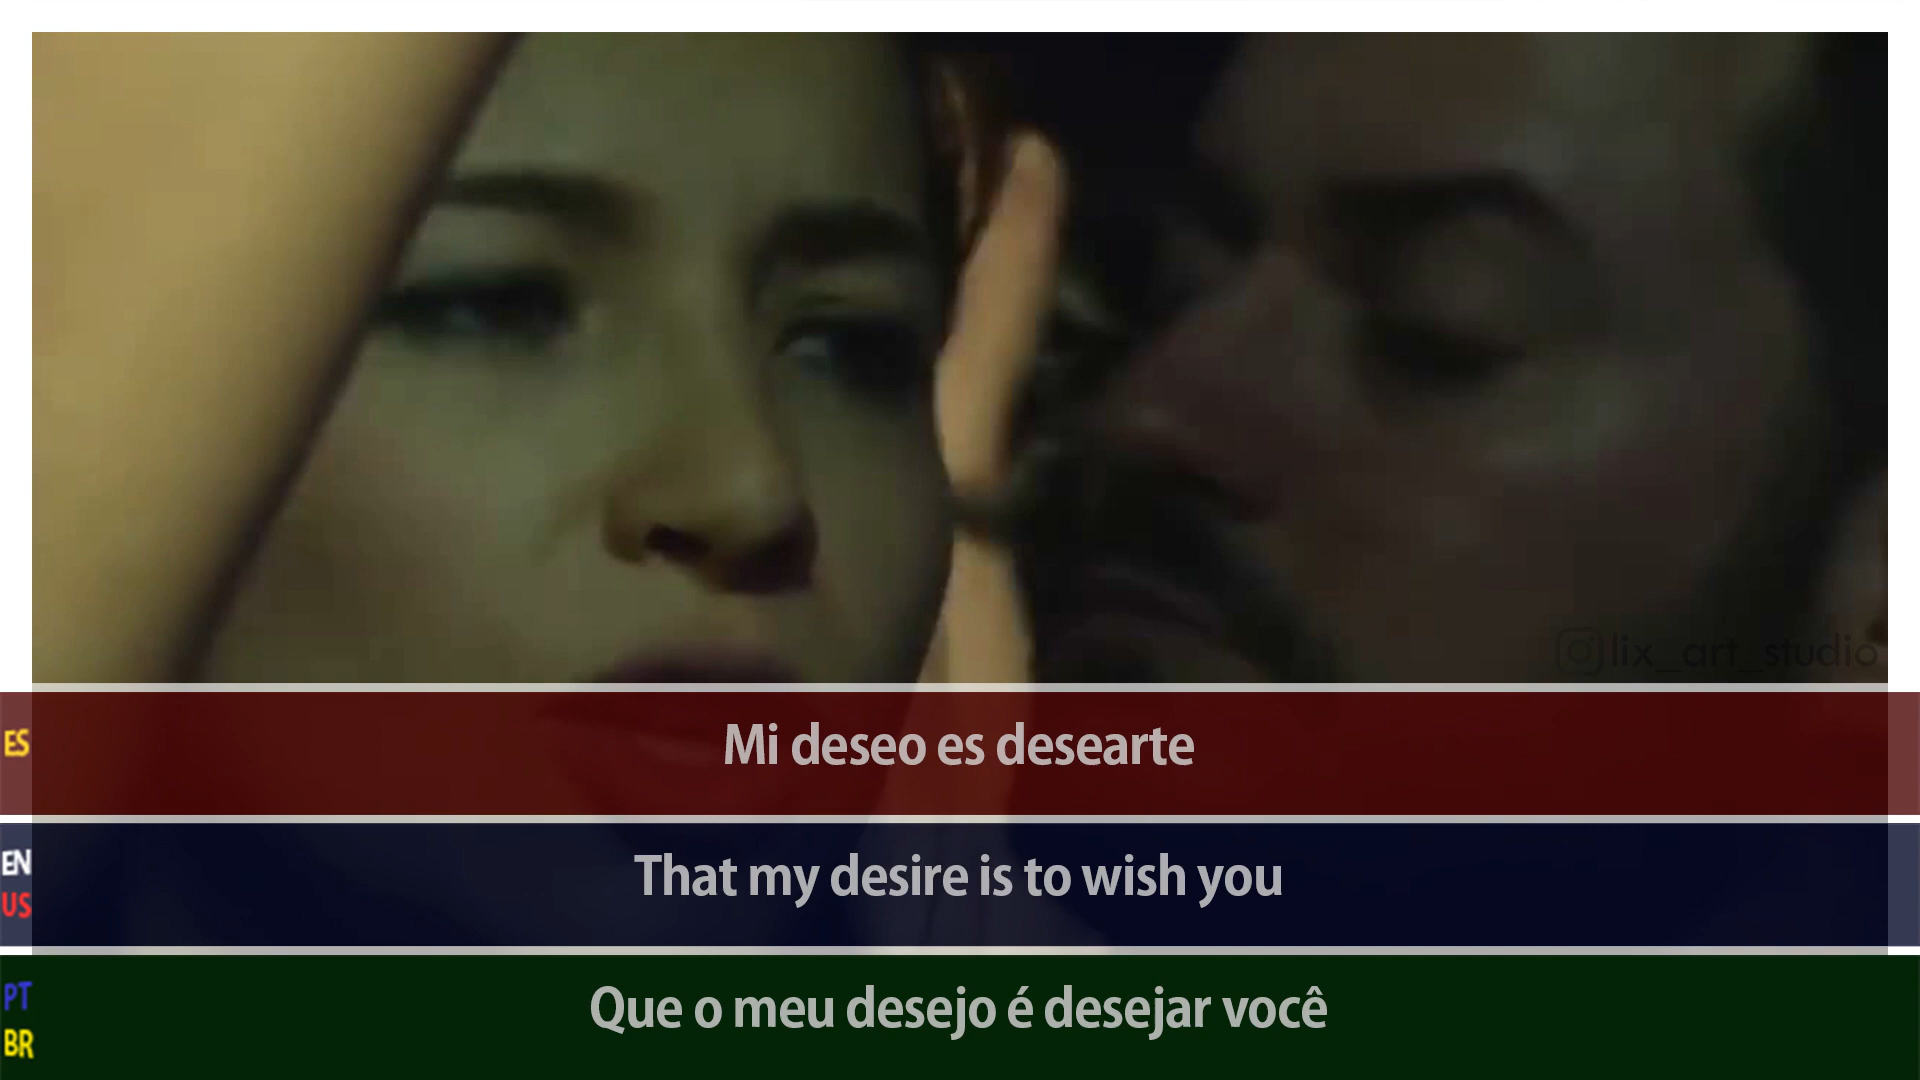 lix_art_studio
ES
Mi deseo es desearte
EN
US
That my desire is to wish you
PT
BR
Que o meu desejo é desejar você